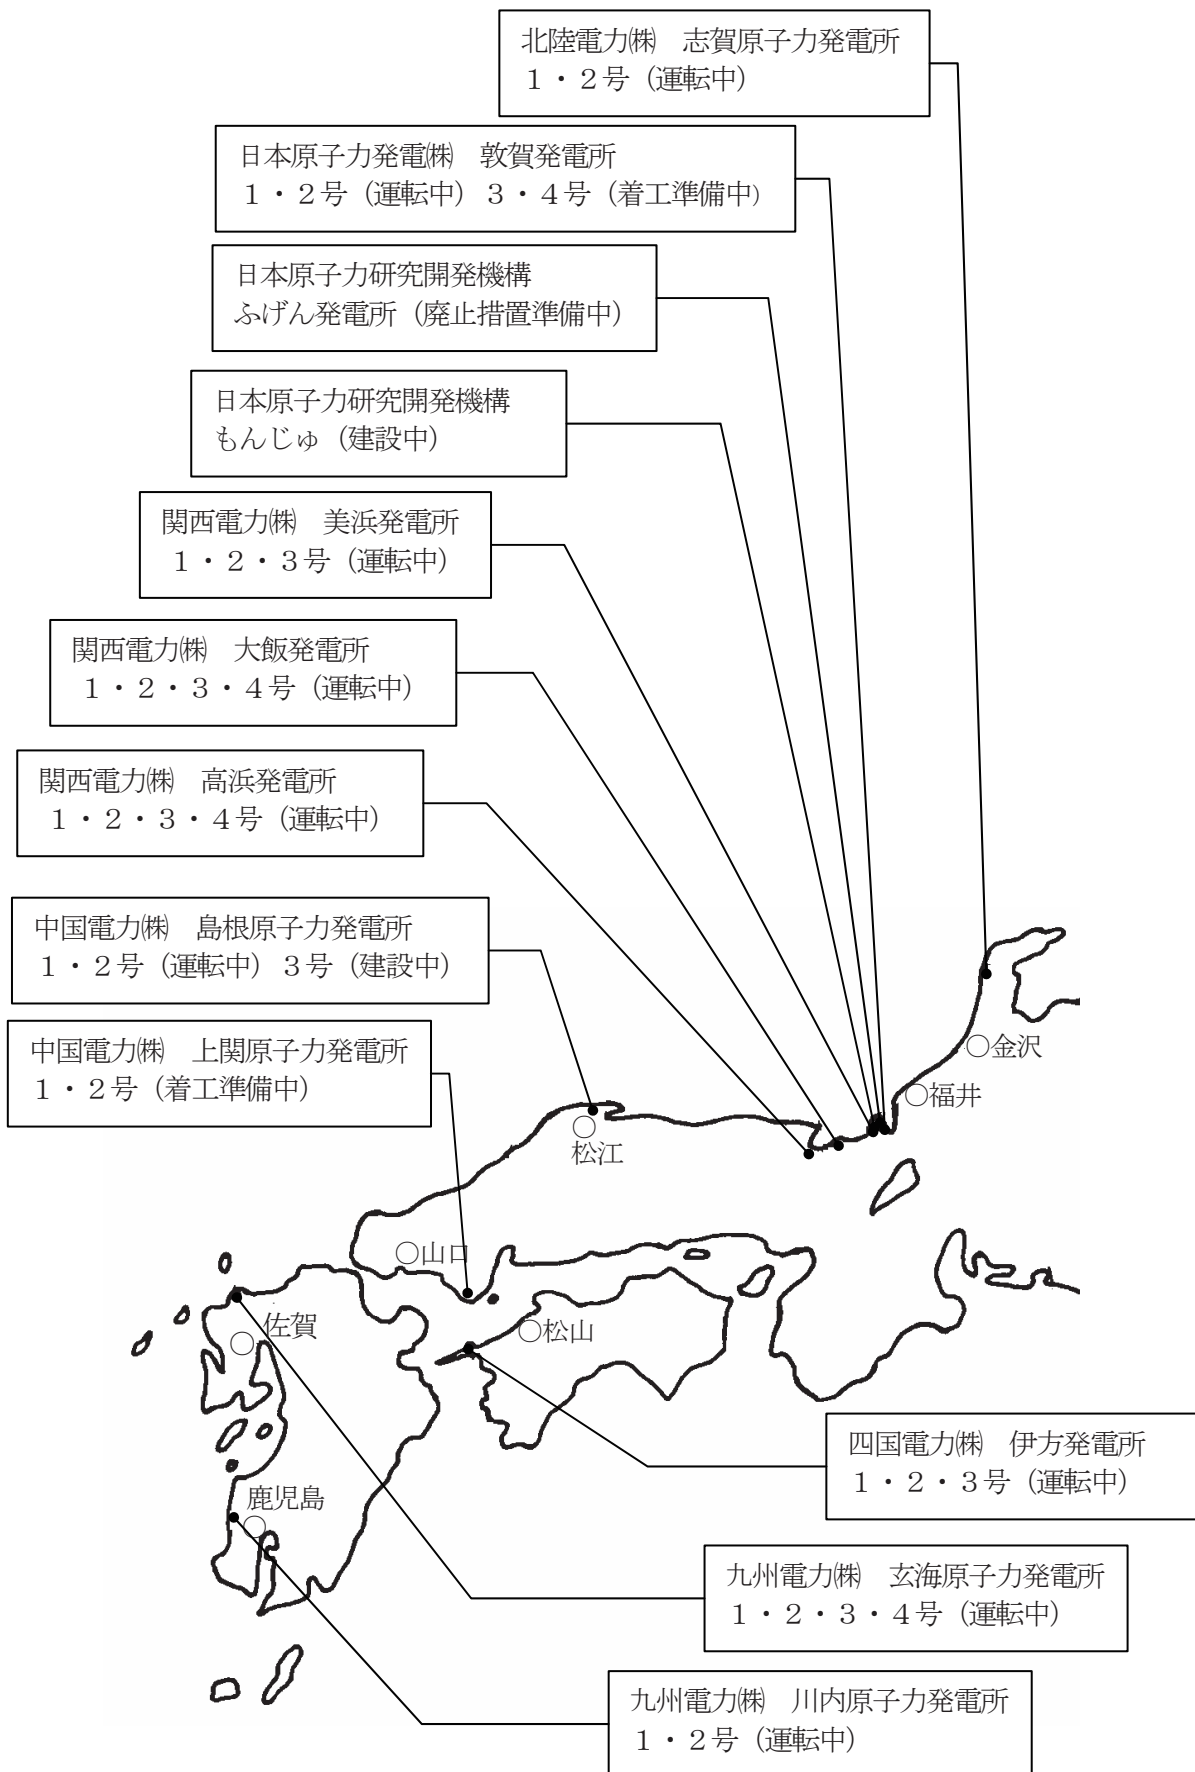 北陸電力㈱　志賀原子力発電所
１・２号（運転中）
日本原子力発電㈱　敦賀発電所
１・２号（運転中）３・４号（着工準備中）
日本原子力研究開発機構
ふげん発電所（廃止措置準備中）
日本原子力研究開発機構
もんじゅ（建設中）
関西電力㈱　美浜発電所
１・２・３号（運転中）
関西電力㈱　大飯発電所
１・２・３・４号（運転中）
関西電力㈱　高浜発電所
１・２・３・４号（運転中）
中国電力㈱　島根原子力発電所
１・２号（運転中）３号（建設中）
中国電力㈱　上関原子力発電所
１・２号（着工準備中）
○金沢
○福井
○
松江
○山口
佐賀
○
○松山
鹿児島
○
四国電力㈱　伊方発電所
１・２・３号（運転中）
九州電力㈱　玄海原子力発電所
１・２・３・４号（運転中）
九州電力㈱　川内原子力発電所
１・２号（運転中）